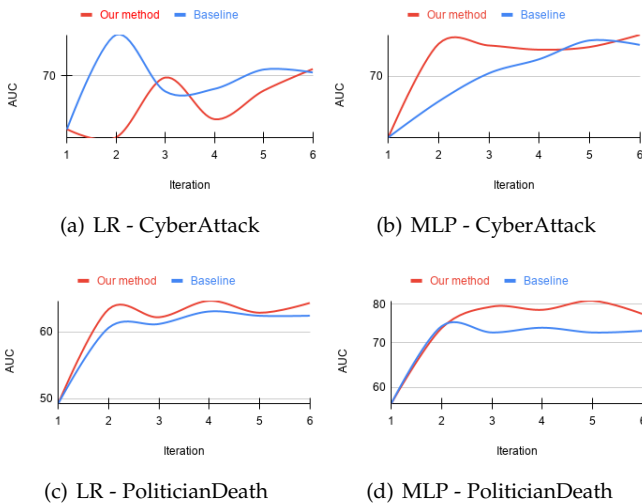 Our method Baseline
Our method Baseline
70
70
AUC
AUC
1 2 3 4 5 6
1 2 3 4 5 6
Iteration
Iteration
(a) LR - CyberAttack
(b) MLP - CyberAttack
Our method Baseline
Our method Baseline
60
50
80
70
60
AUC
AUC
1 2 3 4 5 6
1 2 3 4 5 6
Iteration
Iteration
(c) LR - PoliticianDeath
(d) MLP - PoliticianDeath